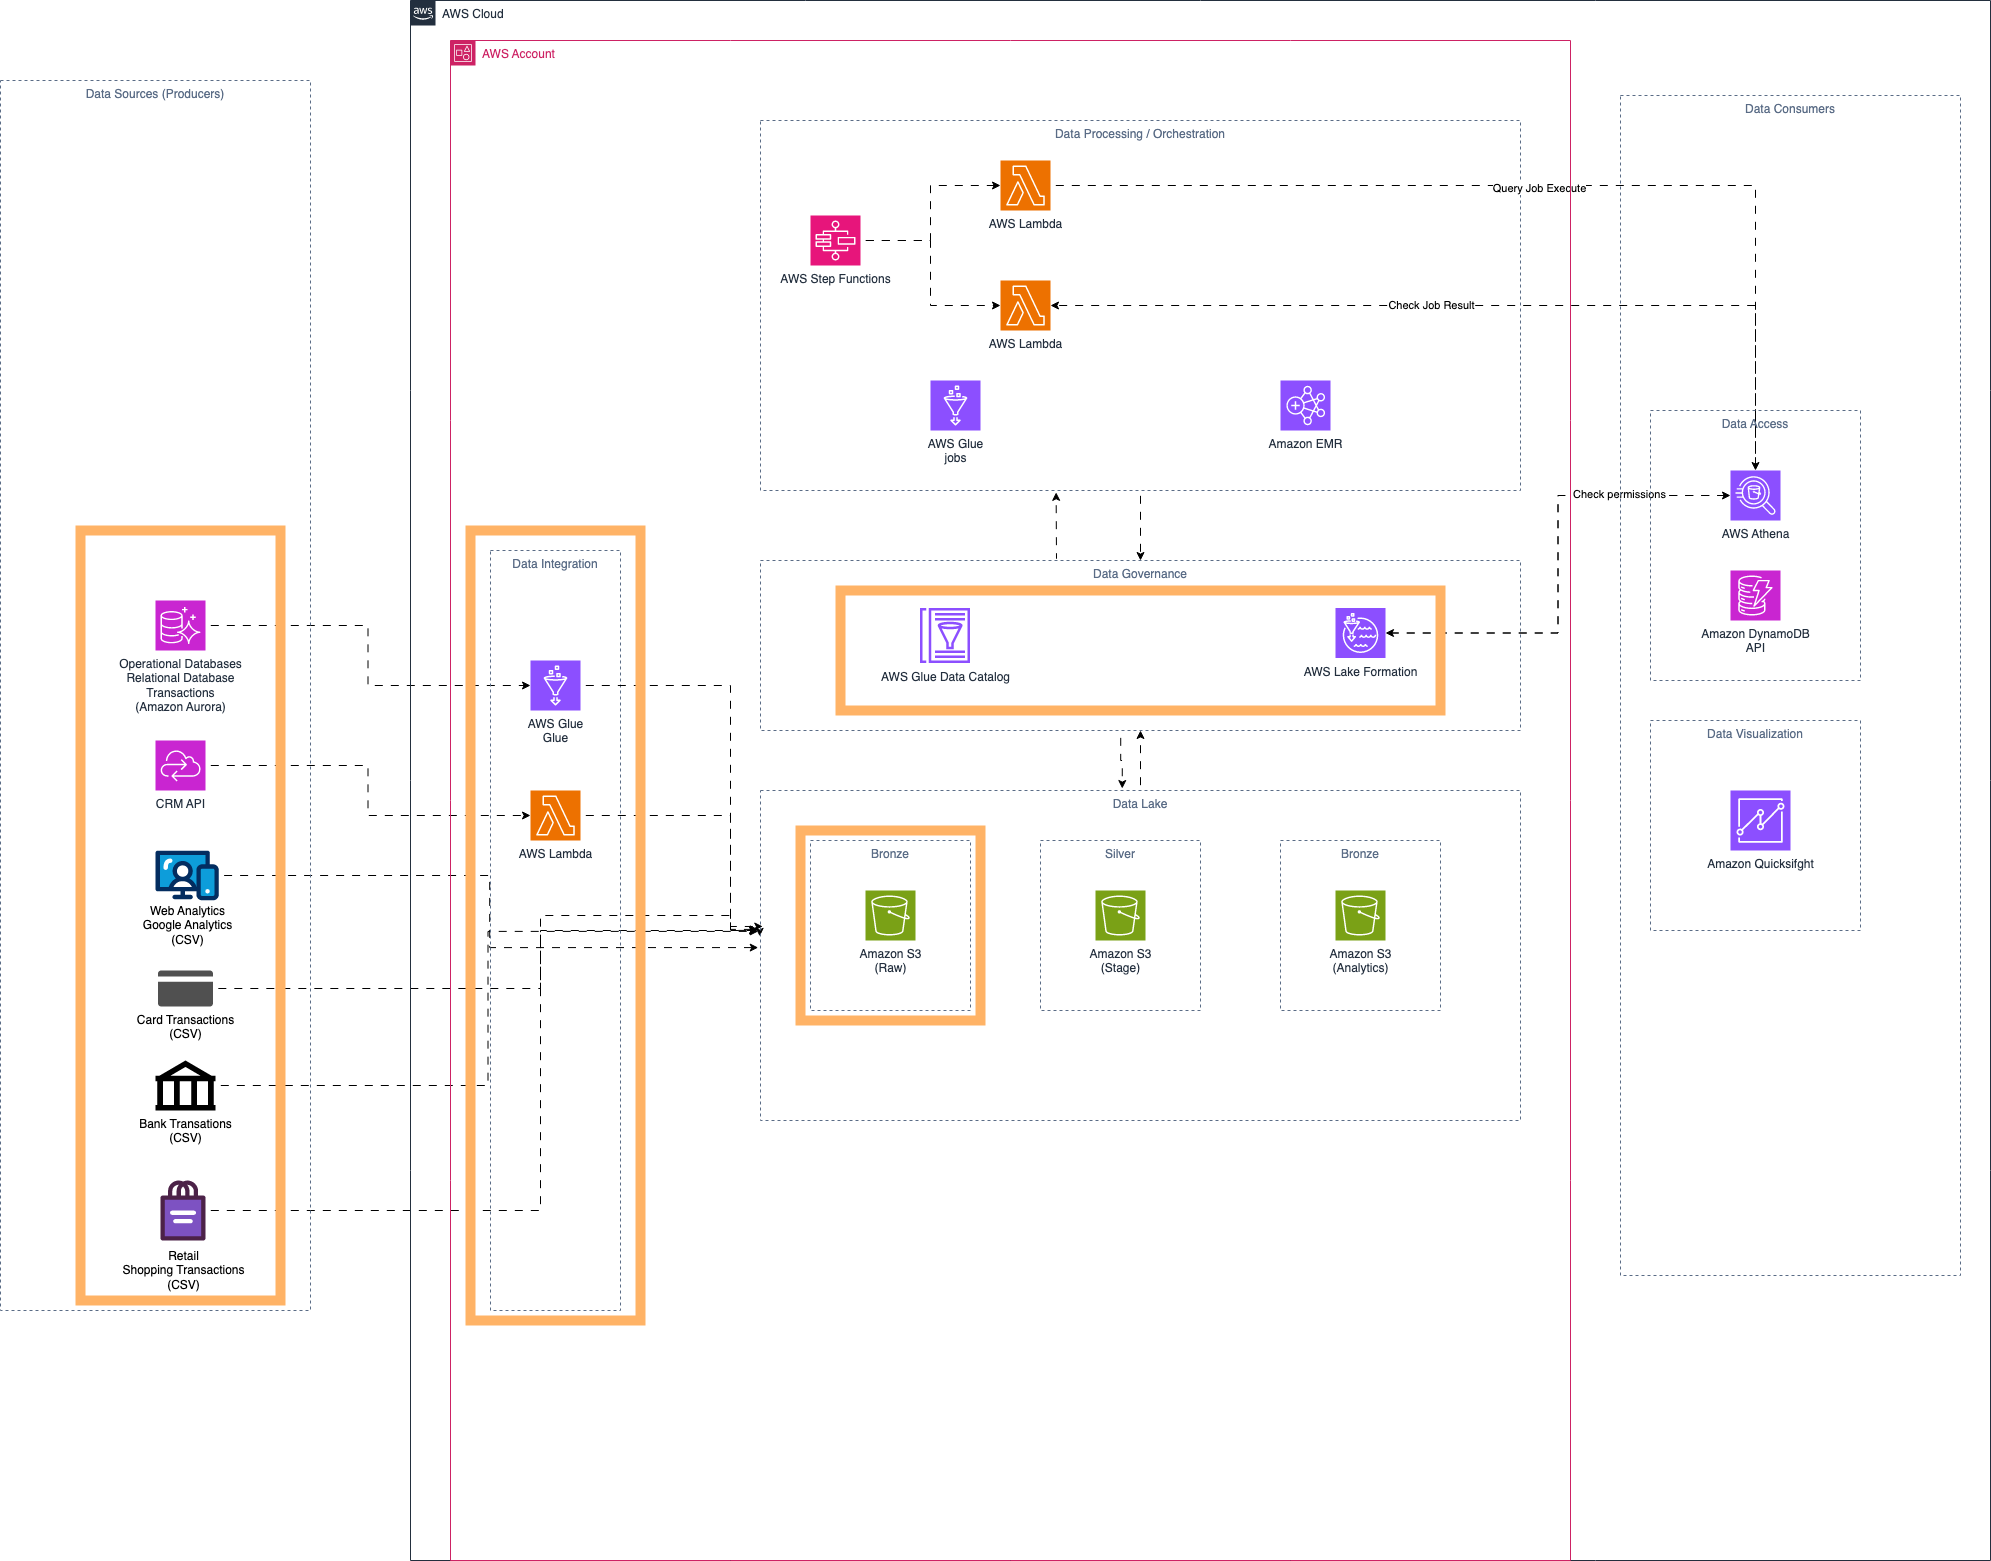 aws
AWS Cloud
AWS Account
Data Sources (Producers)
Operational Databases
Relational Database
Transactions
(Amazon Aurora)
CRM API
Web Analytics
Google Analytics
(CSV)
Card Transactions
(CSV)
Bank Transations
(CSV)
Retail
Shopping Transactions
(CSV)
Data Integration
AWS Glue
Glue
AWS Lambda
Data Processing / Orchestration
AWS Step Functions
AWS Lambda
AWS Lambda
Query Job Execute
Check Job Result
AWS Glue
jobs
Amazon EMR
Data Governance
AWS Glue Data Catalog
AWS Lake Formation
Check permissions
Data Lake
Bronze
Amazon S3
(Raw)
Silver
Amazon S3
(Stage)
Bronze
Amazon S3
(Analytics)
Data Consumers
Data Access
AWS Athena
Amazon DynamoDB
API
Data Visualization
Amazon Quicksifght